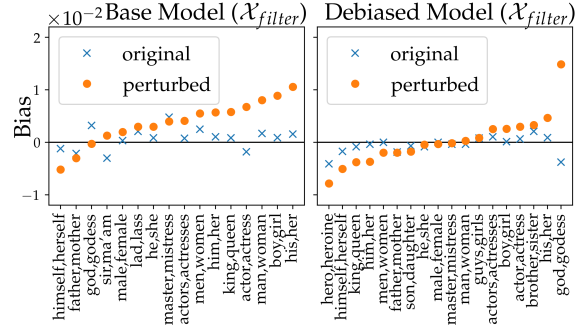 ×10⁻² Base Model (𝒳filter)
Debiased Model (𝒳filter)
original
perturbed
original
perturbed
Bias
2
1
0
−1
himself,herself
father,mother
god,godess
sir,ma'am
male,female
lad,lass
he,she
master,mistress
actors,actresses
men,women
him,her
king,queen
actor,actress
man,woman
boy,girl
his,her
hero,heroine
himself,herself
king,queen
him,her
men,women
father,mother
son,daughter
he,she
male,female
master,mistress
man,woman
guys,girls
actors,actresses
boy,girl
actor,actress
brother,sister
his,her
god,godess